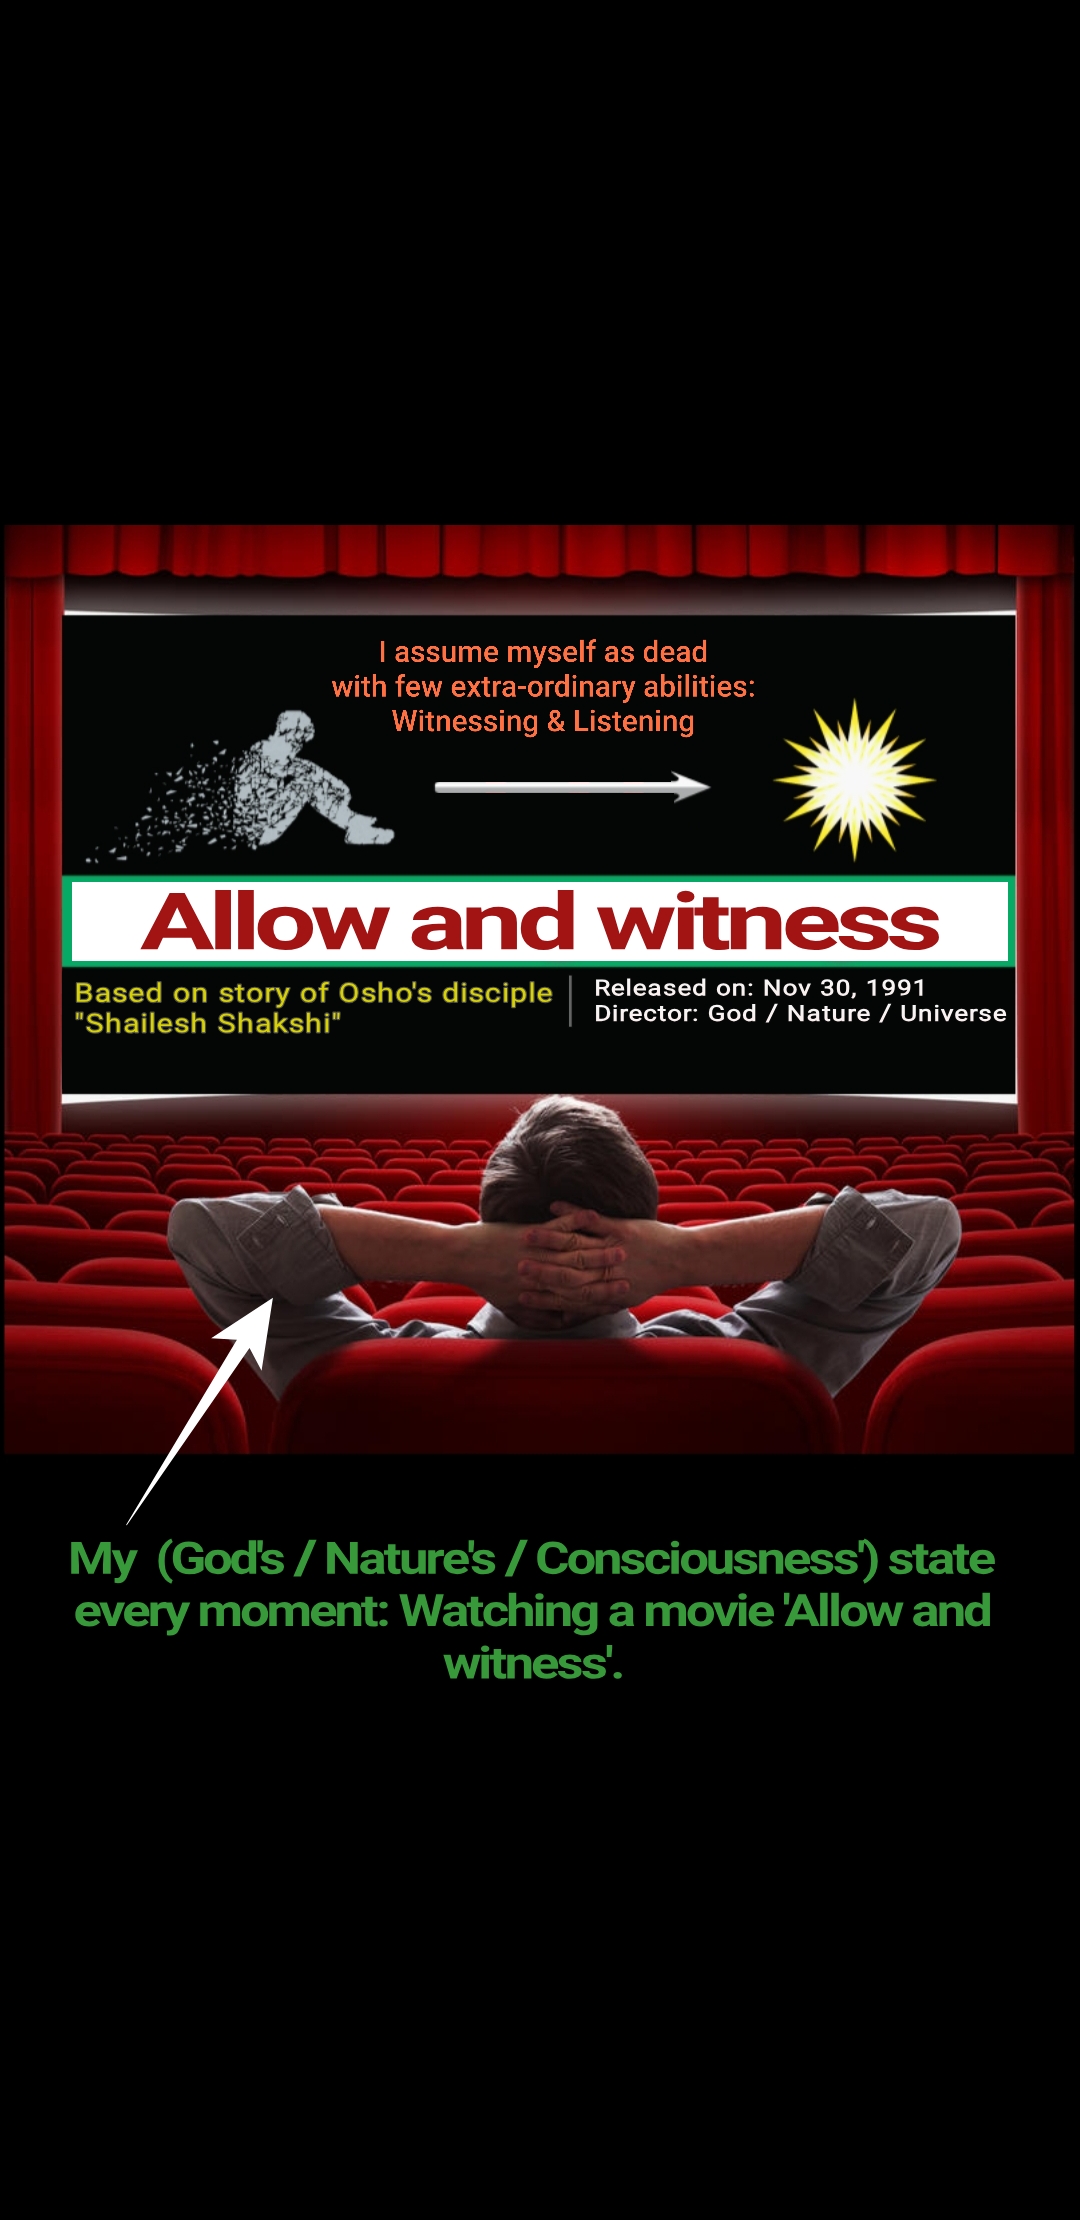 I assume myself as dead
with few extra-ordinary abilities:
Witnessing & Listening
Allow and witness
Based on story of Osho's disciple
"Shailesh Shakshi"
Released on: Nov 30, 1991
Director: God / Nature / Universe
My (God's / Nature's / Consciousness') state
every moment: Watching a movie 'Allow and
witness'.